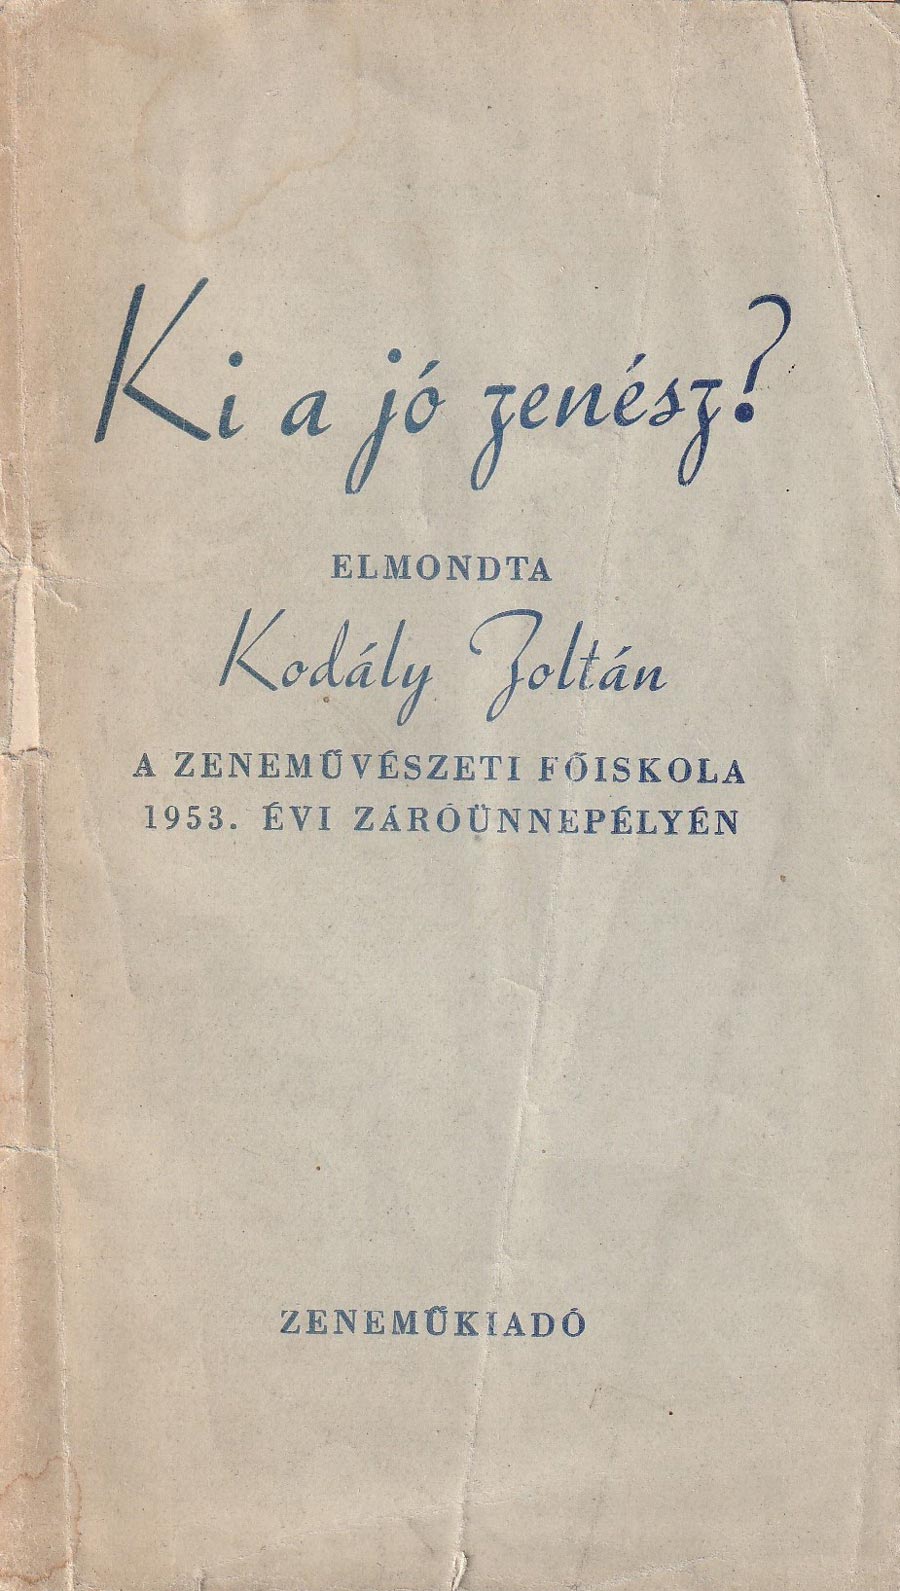 Ki a jó zenész?
ELMONDTA
Kodály Zoltán
A ZENEMŰVÉSZETI FŐISKOLA
1953. ÉVI ZÁRÓÜNNEPÉLYÉN
ZENEMŰKIADÓ